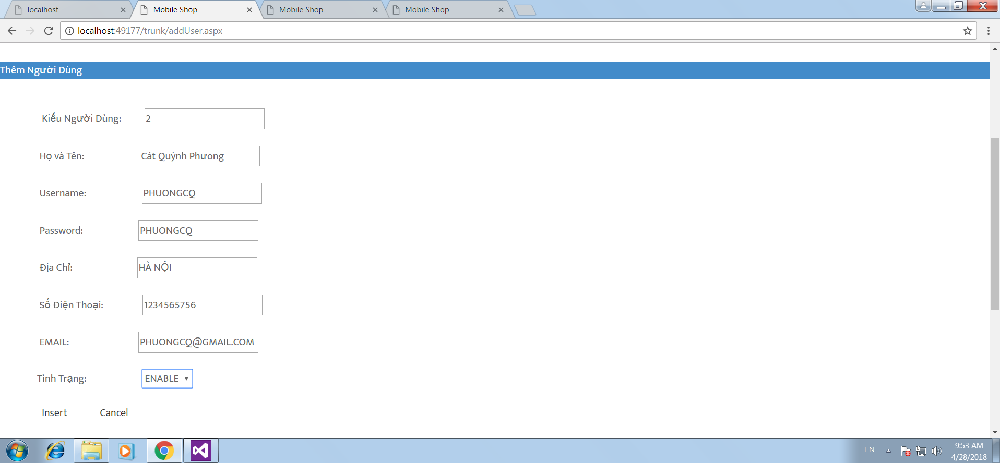 localhost
Mobile Shop
Mobile Shop
Mobile Shop
localhost:49177/trunk/addUser.aspx
Thêm Người Dùng
Kiểu Người Dùng: 2
Họ và Tên: Cát Quỳnh Phương
Username: PHUONGCQ
Password: PHUONGCQ
Địa Chỉ: HÀ NỘI
Số Điện Thoại: 1234565756
EMAIL: PHUONGCQ@GMAIL.COM
Tình Trạng: ENABLE
Insert Cancel
EN
9:53 AM
4/28/2018